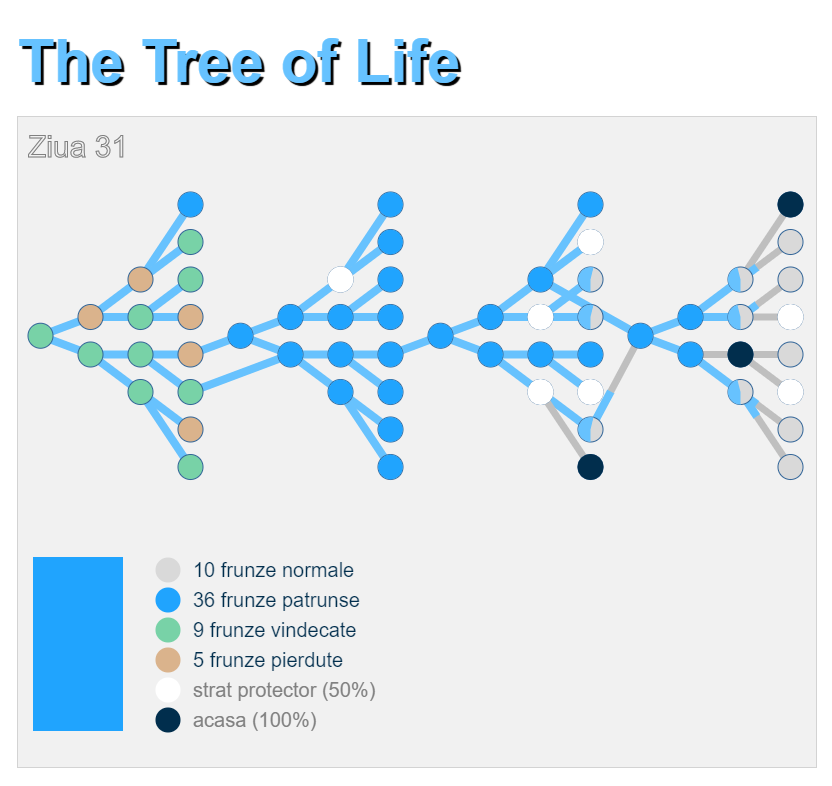 The Tree of Life
Ziua 31
10 frunze normale
36 frunze patrunse
9 frunze vindecate
5 frunze pierdute
strat protector (50%)
acasa (100%)